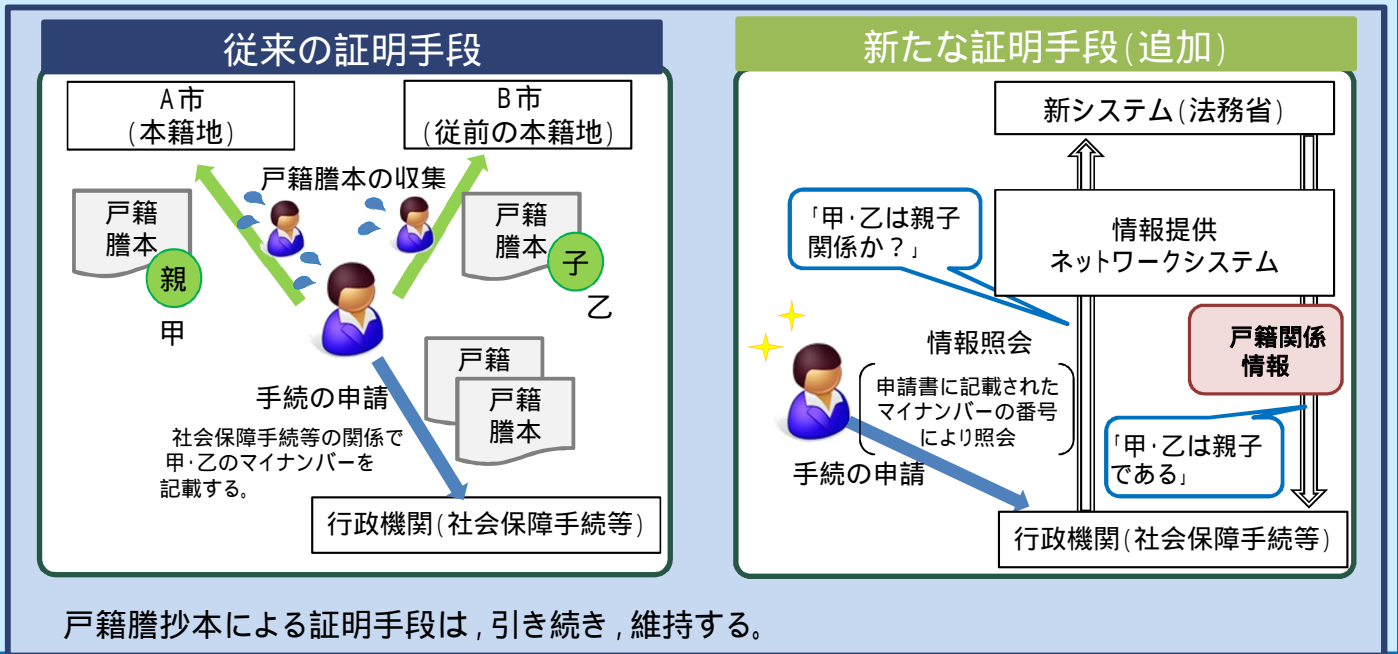 従来の証明手段
A市
(本籍地)
B市
(従前の本籍地)
戸籍謄本の収集
戸籍
謄本
親
甲
戸籍
謄本
子
乙
手続の申請
社会保障手続等の関係で
甲・乙のマイナンバーを
記載する。
戸籍
戸籍
謄本
行政機関(社会保障手続等)
新たな証明手段(追加)
新システム(法務省)
「甲・乙は親子
関係か?」
情報提供
ネットワークシステム
情報照会
申請書に記載された
マイナンバーの番号
により照会
戸籍関係
情報
「甲・乙は親子
である」
手続の申請
行政機関(社会保障手続等)
戸籍謄抄本による証明手段は,引き続き,維持する。